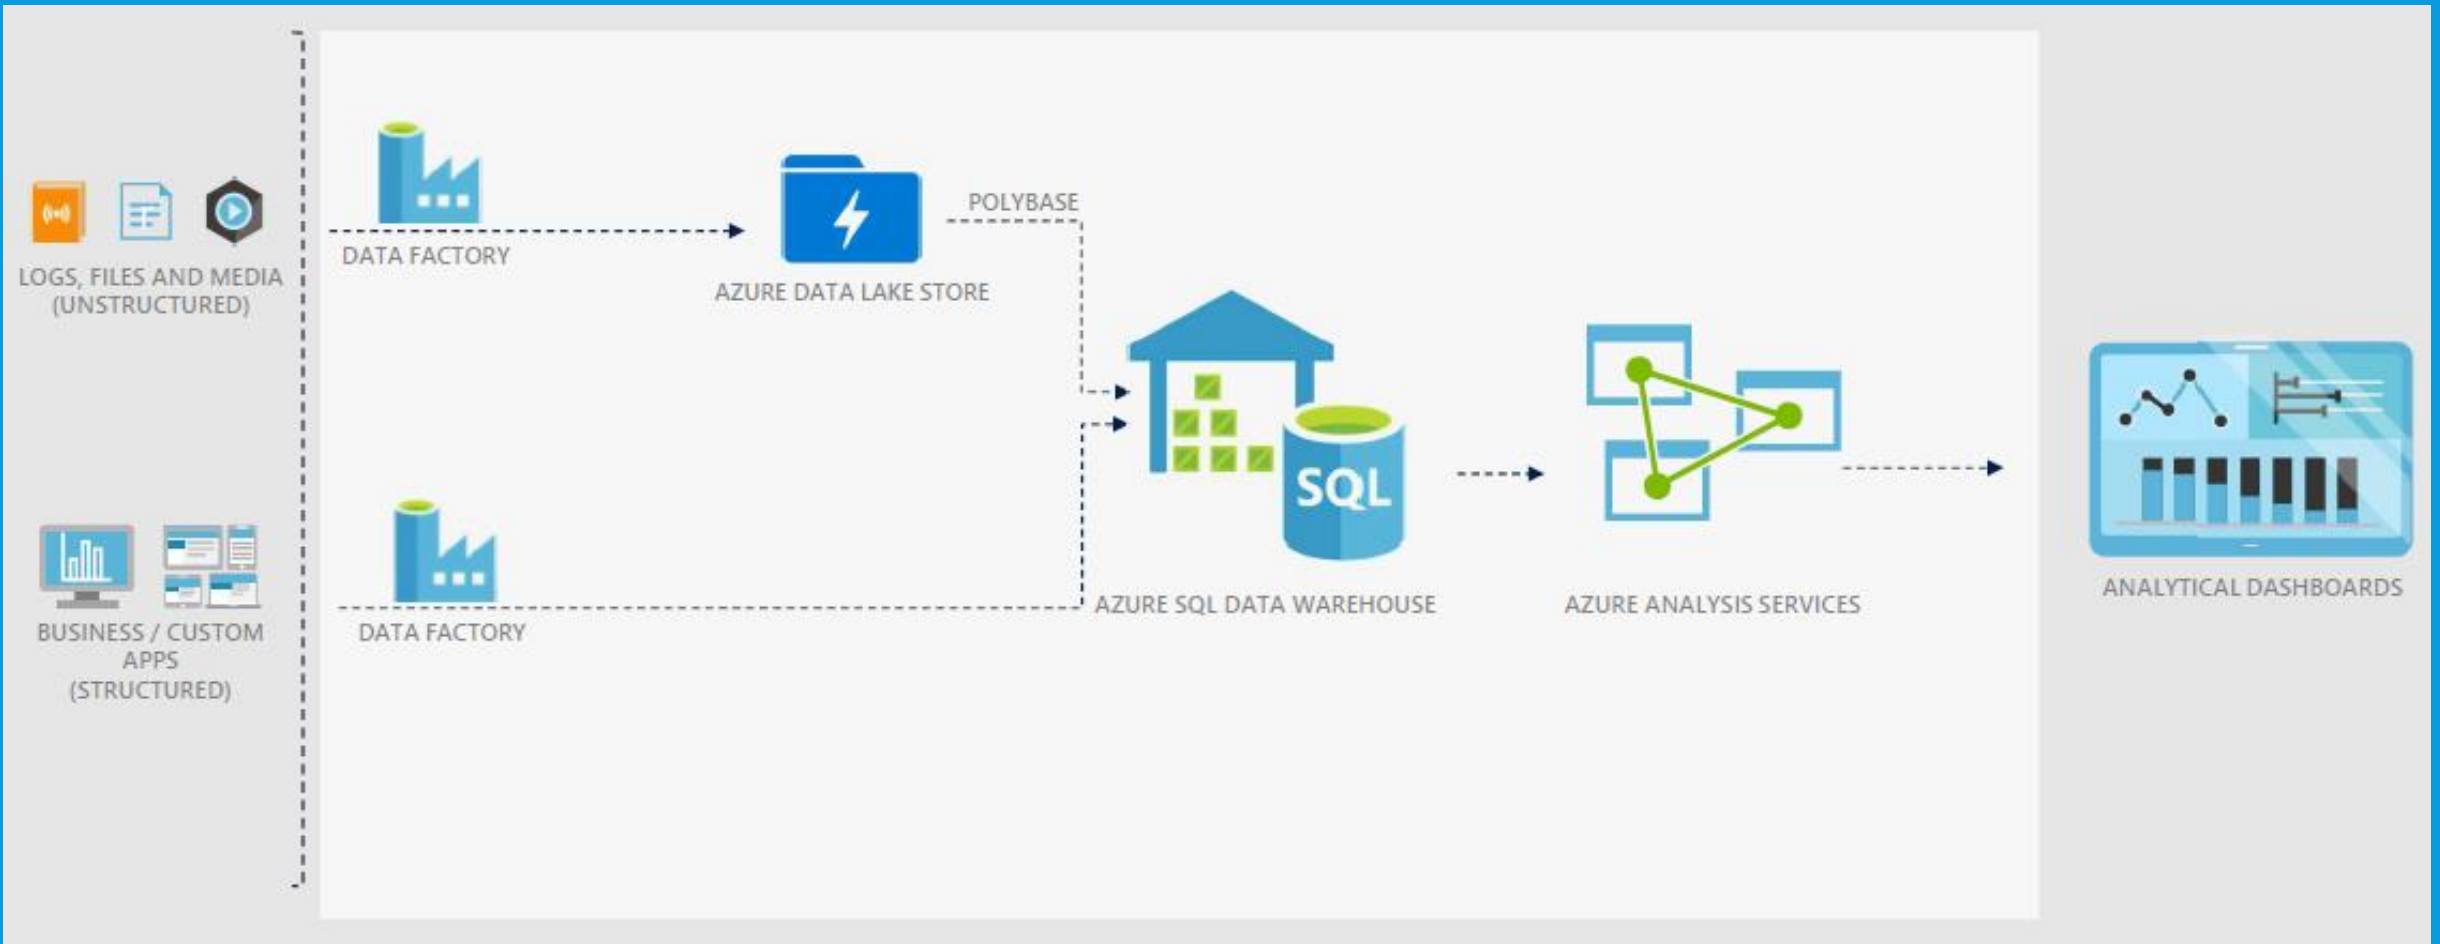 DATA FACTORY
POLYBASE
AZURE DATA LAKE STORE
LOGS, FILES AND MEDIA
(UNSTRUCTURED)
SQL
BUSINESS / CUSTOM
APPS
(STRUCTURED)
DATA FACTORY
AZURE SQL DATA WAREHOUSE
AZURE ANALYSIS SERVICES
ANALYTICAL DASHBOARDS